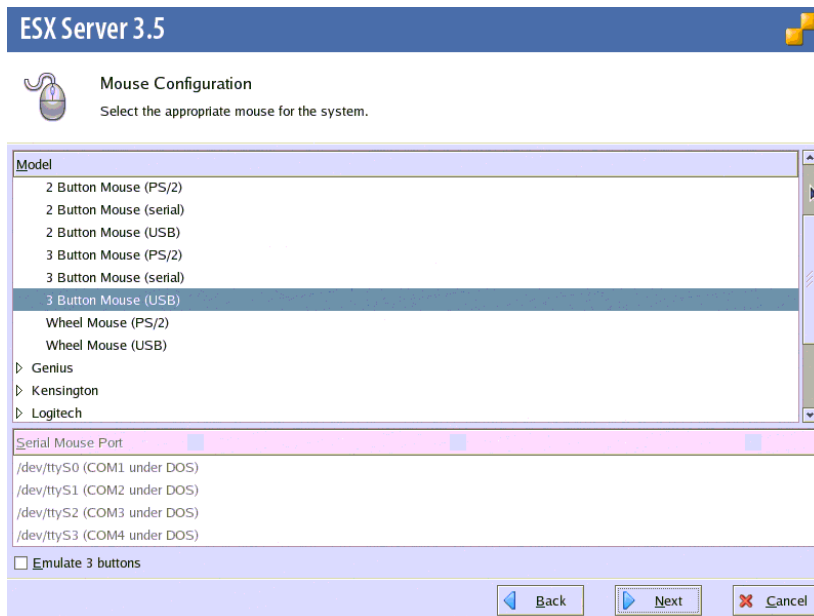 ESX Server 3.5
Mouse Configuration
Select the appropriate mouse for the system.
Model
2 Button Mouse (PS/2)
2 Button Mouse (serial)
2 Button Mouse (USB)
3 Button Mouse (PS/2)
3 Button Mouse (serial)
3 Button Mouse (USB)
Wheel Mouse (PS/2)
Wheel Mouse (USB)
Genius
Kensington
Logitech
Serial Mouse Port
/dev/ttyS0 (COM1 under DOS)
/dev/ttyS1 (COM2 under DOS)
/dev/ttyS2 (COM3 under DOS)
/dev/ttyS3 (COM4 under DOS)
Emulate 3 buttons
Back Next Cancel